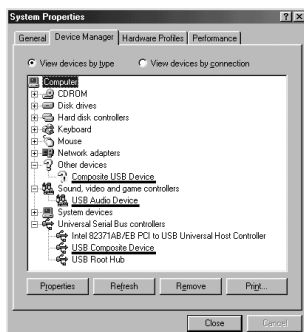 System Properties
General Device Manager Hardware Profiles Performance
View devices by type View devices by connection
Computer
CDROM
Disk drives
Hard disk controllers
Keyboard
Mouse
Network adapters
Other devices
Composite USB Device
Sound, video and game controllers
USB Audio Device
System devices
Universal Serial Bus controllers
Intel 82371AB/EB PCI to USB Universal Host Controller
USB Composite Device
USB Root Hub
Properties Refresh Remove Print...
Close Cancel